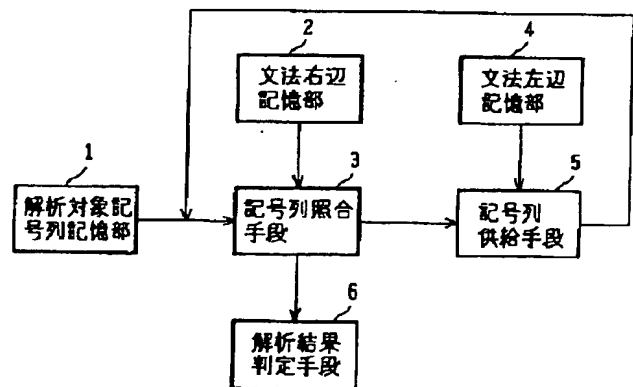 2
文法右辺
記憶部
4
文法左辺
記憶部
1
解析対象記
号列記憶部
3
記号列照合
手段
5
記号列
供給手段
6
解析結果
判定手段